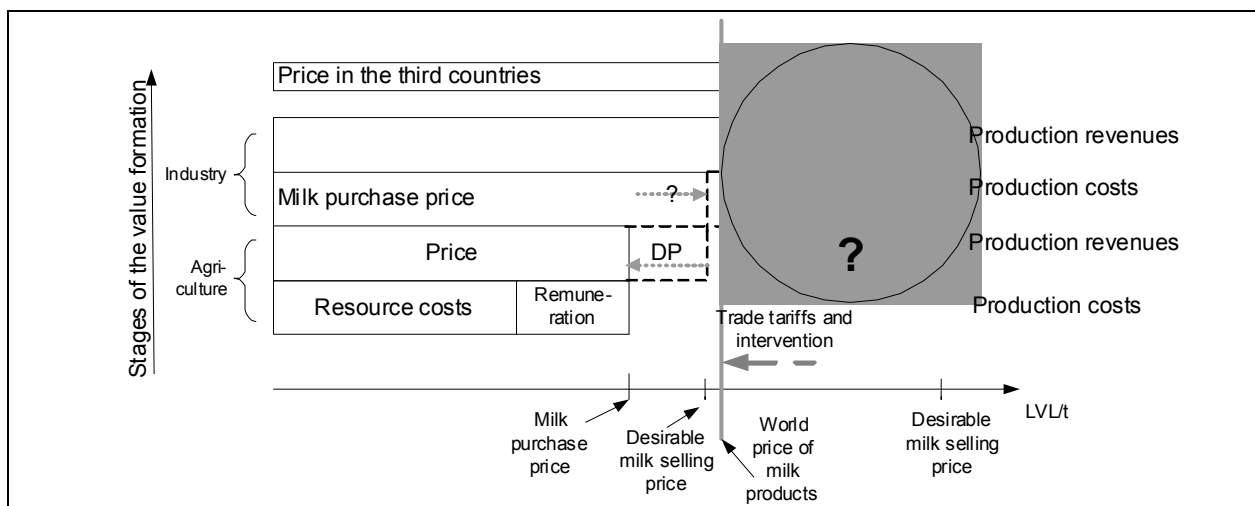 Stages of the value formation
Price in the third countries
Industry
Production revenues
Milk purchase price
?
Production costs
Agri-
culture
Price
DP
Production revenues
?
Resource costs
Remune-
ration
Production costs
Trade tariffs and
intervention
LVL/t
Milk
purchase
price
Desirable
milk selling
price
World
price of
milk
products
Desirable
milk selling
price